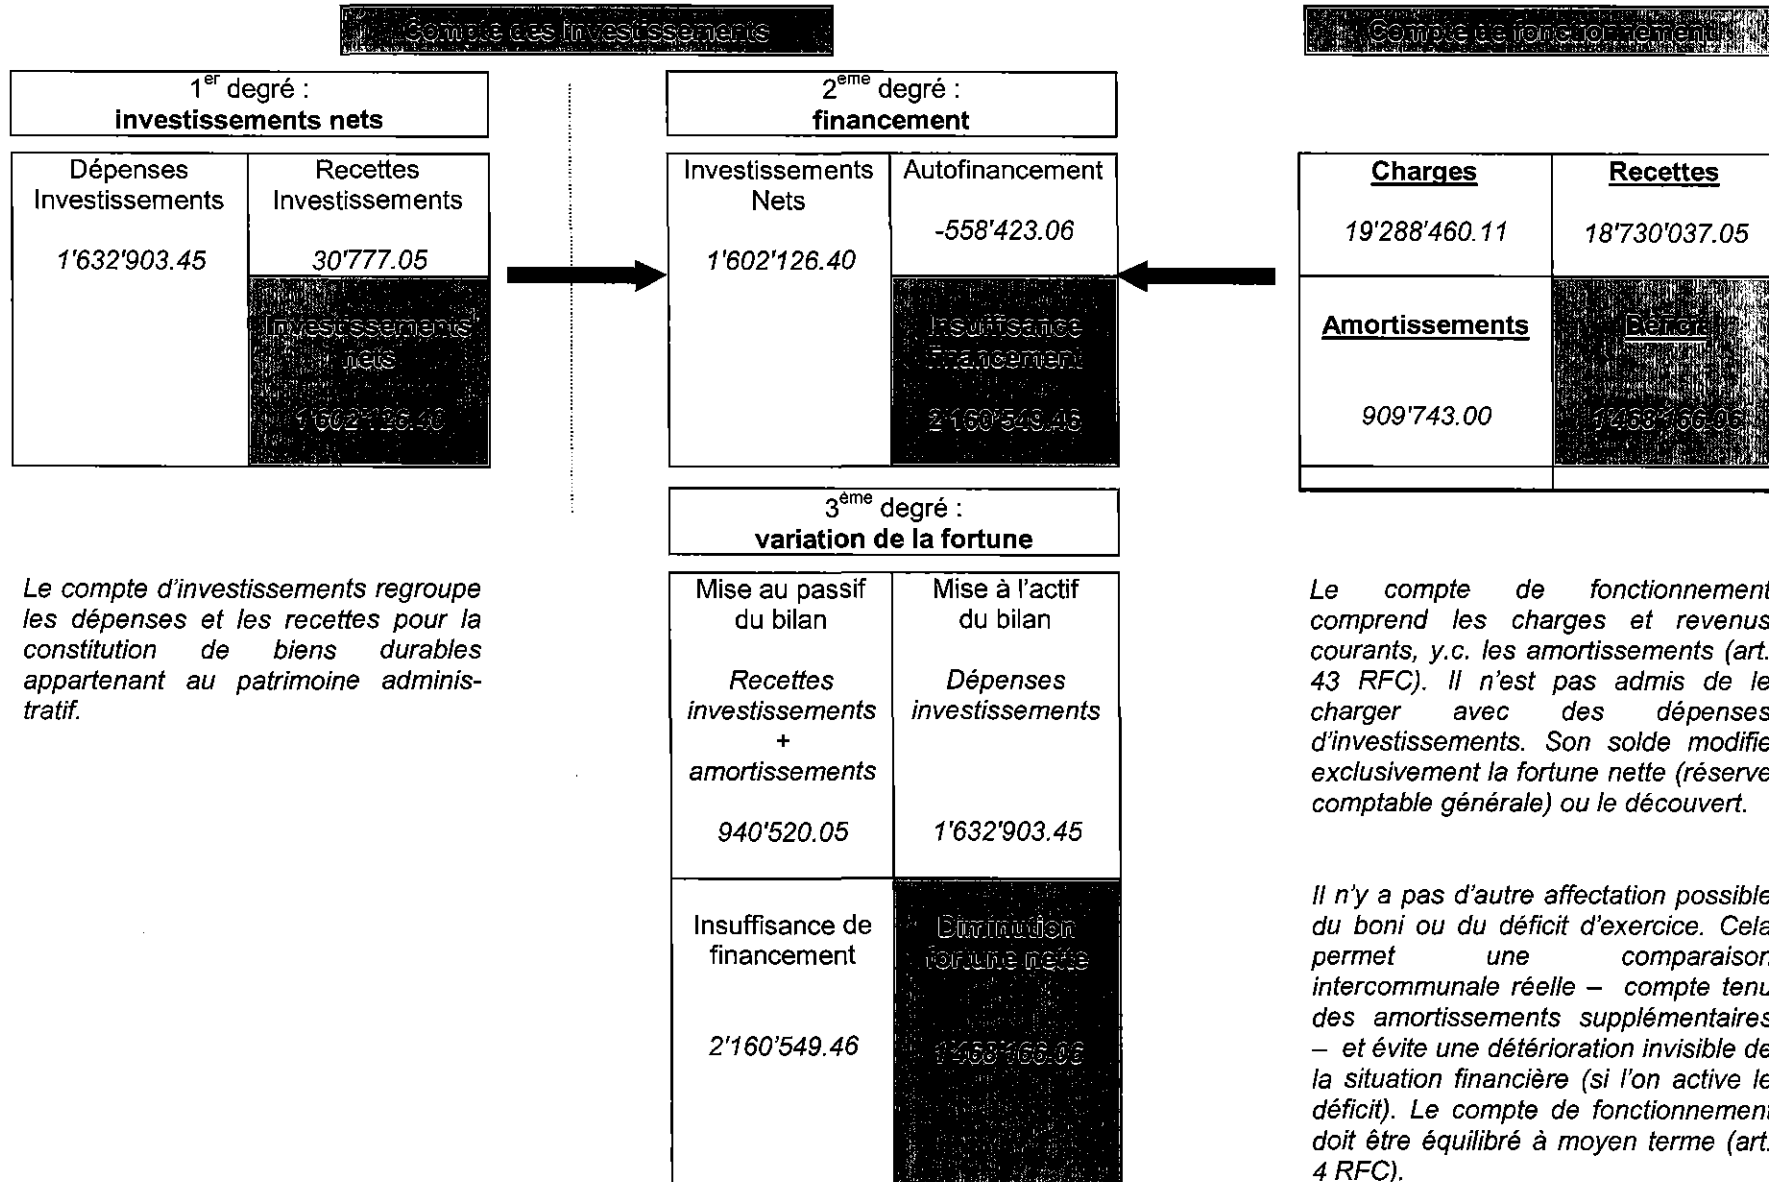 Compte des investissements
Compte de fonctionnement
1er degré :
investissements nets
2eme degré :
financement
Dépenses
Investissements
1'632'903.45
Recettes
Investissements
30'777.05
Investissements
nets
1'602'126.40
Investissements
Nets
1'602'126.40
Autofinancement
-558'423.06
Insuffisance
financement
2'160'549.46
Charges
19'288'460.11
Recettes
18'730'037.05
Amortissements
909'743.00
Déficit
1'468'166.06
3ème degré :
variation de la fortune
Mise au passif
du bilan
Recettes
investissements
+
amortissements
940'520.05
Mise à l'actif
du bilan
Dépenses
investissements
1'632'903.45
Insuffisance de
financement
2'160'549.46
Diminution
fortune nette
1'468'166.06
Le compte d'investissements regroupe
les dépenses et les recettes pour la
constitution de biens durables
appartenant au patrimoine adminis-
tratif.
Le compte de fonctionnement
comprend les charges et revenus
courants, y.c. les amortissements (art.
43 RFC). Il n'est pas admis de le
charger avec des dépenses
d'investissements. Son solde modifie
exclusivement la fortune nette (réserve
comptable générale) ou le découvert.
Il n'y a pas d'autre affectation possible
du boni ou du déficit d'exercice. Cela
permet une comparaison
intercommunale réelle – compte tenu
des amortissements supplémentaires
– et évite une détérioration invisible de
la situation financière (si l'on active le
déficit). Le compte de fonctionnement
doit être équilibré à moyen terme (art.
4 RFC).